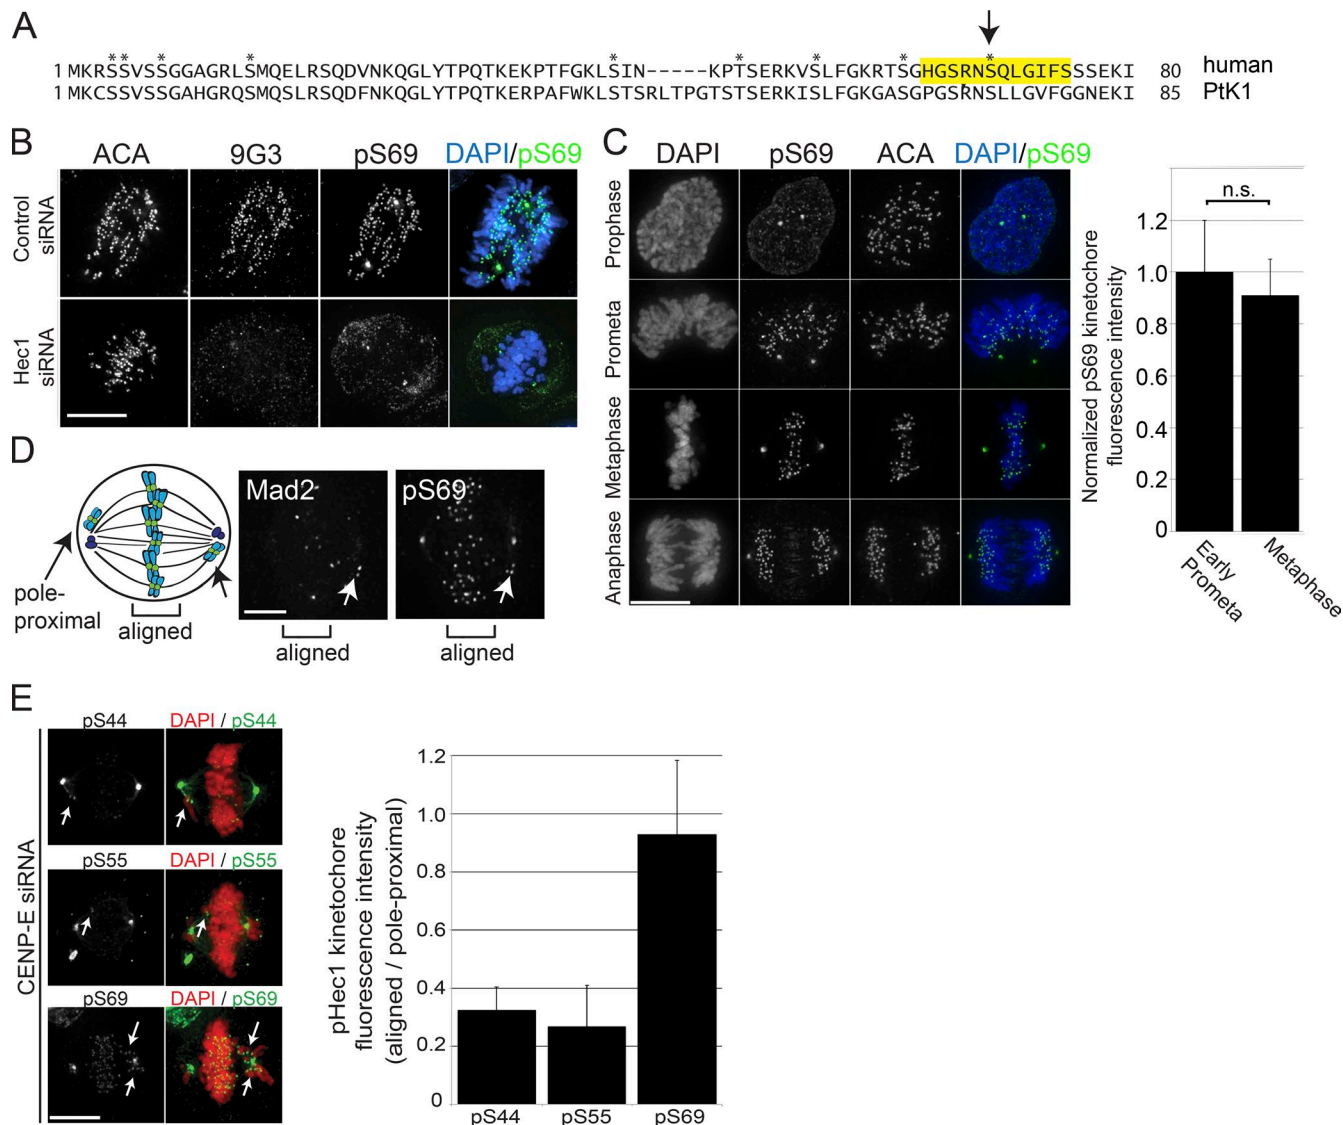 A
* * * * * * * * *
1 MKRSSVSSGGAGRLSMQELRSQDVNKQGLYTPQTKEKPTFGKLSIN-----KPTSERKVSLFGKRTSGHGSRNSQLGIFSSSEKI 80 human
1 MKCSSVSSGAHGRQSMQSLRSQDFNKQGLYTPQTKERPAFWKLSTSRLTPGTSTSERKISLFGKGASGPGSRNSLLGVFGGNEKI 85 PtK1
B
ACA 9G3 pS69 DAPI/pS69
Control siRNA
Hec1 siRNA
C
DAPI pS69 ACA DAPI/pS69
Prophase
Prometa
Metaphase
Anaphase
Normalized pS69 kinetochore
fluorescence intensity
n.s.
1.2
1.0
0.8
0.6
0.4
0.2
0
Early Prometa
Metaphase
D
pole-
proximal
aligned
Mad2
aligned
pS69
aligned
E
CENP-E siRNA
pS44 DAPI / pS44
pS55 DAPI / pS55
pS69 DAPI / pS69
pHec1 kinetochore
fluorescence intensity
(aligned / pole-proximal)
1.2
1.0
0.8
0.6
0.4
0.2
0
pS44 pS55 pS69